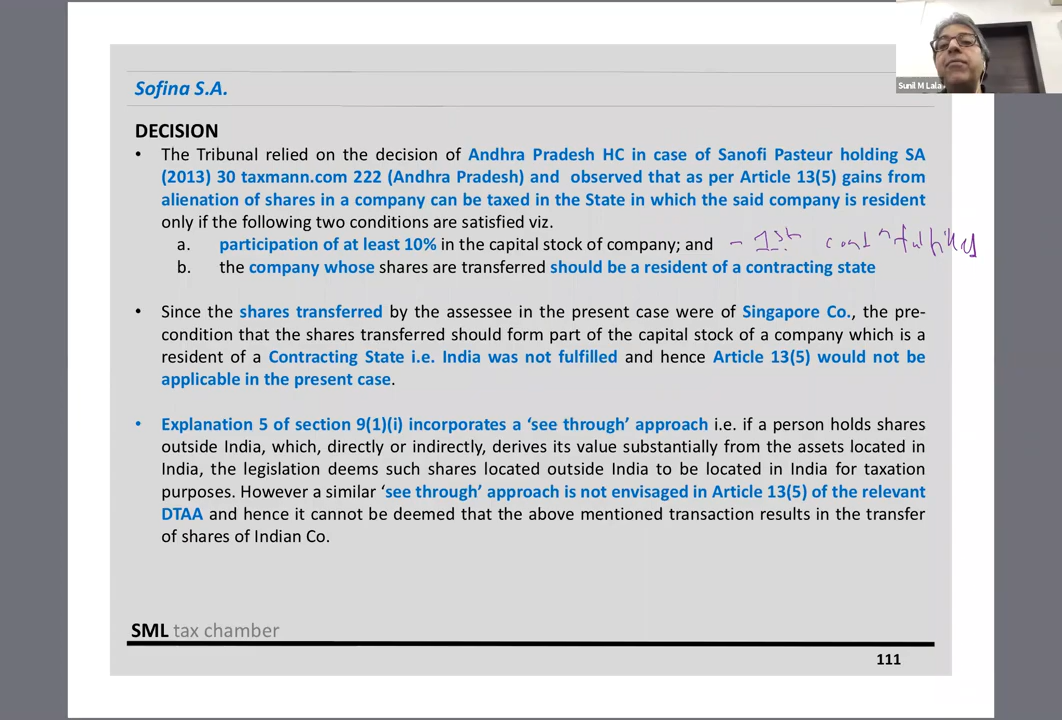 Sunil M Lala
Sofina S.A.
DECISION
• The Tribunal relied on the decision of Andhra Pradesh HC in case of Sanofi Pasteur holding SA
(2013) 30 taxmann.com 222 (Andhra Pradesh) and observed that as per Article 13(5) gains from
alienation of shares in a company can be taxed in the State in which the said company is resident
only if the following two conditions are satisfied viz.
a. participation of at least 10% in the capital stock of company; and - 1st condn fulfilled
b. the company whose shares are transferred should be a resident of a contracting state
• Since the shares transferred by the assessee in the present case were of Singapore Co., the pre-
condition that the shares transferred should form part of the capital stock of a company which is a
resident of a Contracting State i.e. India was not fulfilled and hence Article 13(5) would not be
applicable in the present case.
• Explanation 5 of section 9(1)(i) incorporates a ‘see through’ approach i.e. if a person holds shares
outside India, which, directly or indirectly, derives its value substantially from the assets located in
India, the legislation deems such shares located outside India to be located in India for taxation
purposes. However a similar ‘see through’ approach is not envisaged in Article 13(5) of the relevant
DTAA and hence it cannot be deemed that the above mentioned transaction results in the transfer
of shares of Indian Co.
SML tax chamber
111